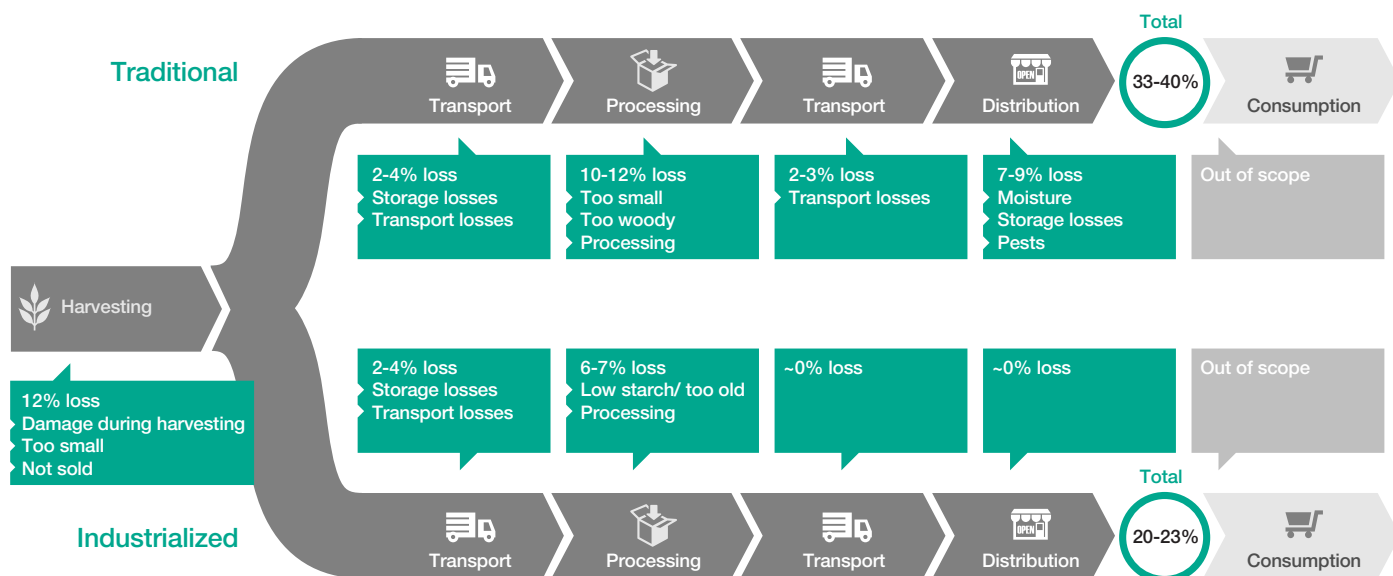 Total
Traditional
OPEN
33-40%
Transport
Processing
Transport
Distribution
Consumption
2-4% loss
Storage losses
Transport losses
10-12% loss
Too small
Too woody
Processing
2-3% loss
Transport losses
7-9% loss
Moisture
Storage losses
Pests
Out of scope
Harvesting
12% loss
Damage during harvesting
Too small
Not sold
2-4% loss
Storage losses
Transport losses
6-7% loss
Low starch/ too old
Processing
~0% loss
~0% loss
Out of scope
Total
Industrialized
OPEN
20-23%
Transport
Processing
Transport
Distribution
Consumption